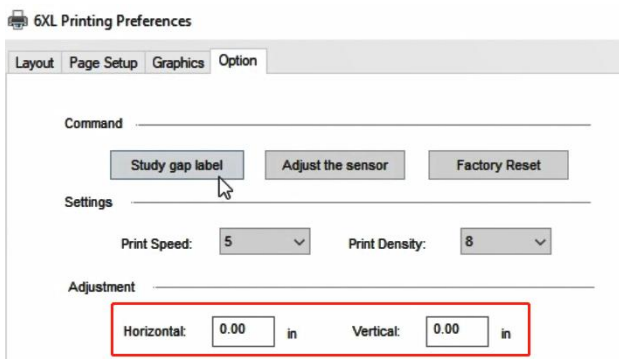 6XL Printing Preferences
Layout Page Setup Graphics Option
Command
Study gap label Adjust the sensor Factory Reset
Settings
Print Speed: 5 Print Density: 8
Adjustment
Horizontal: 0.00 in Vertical: 0.00 in